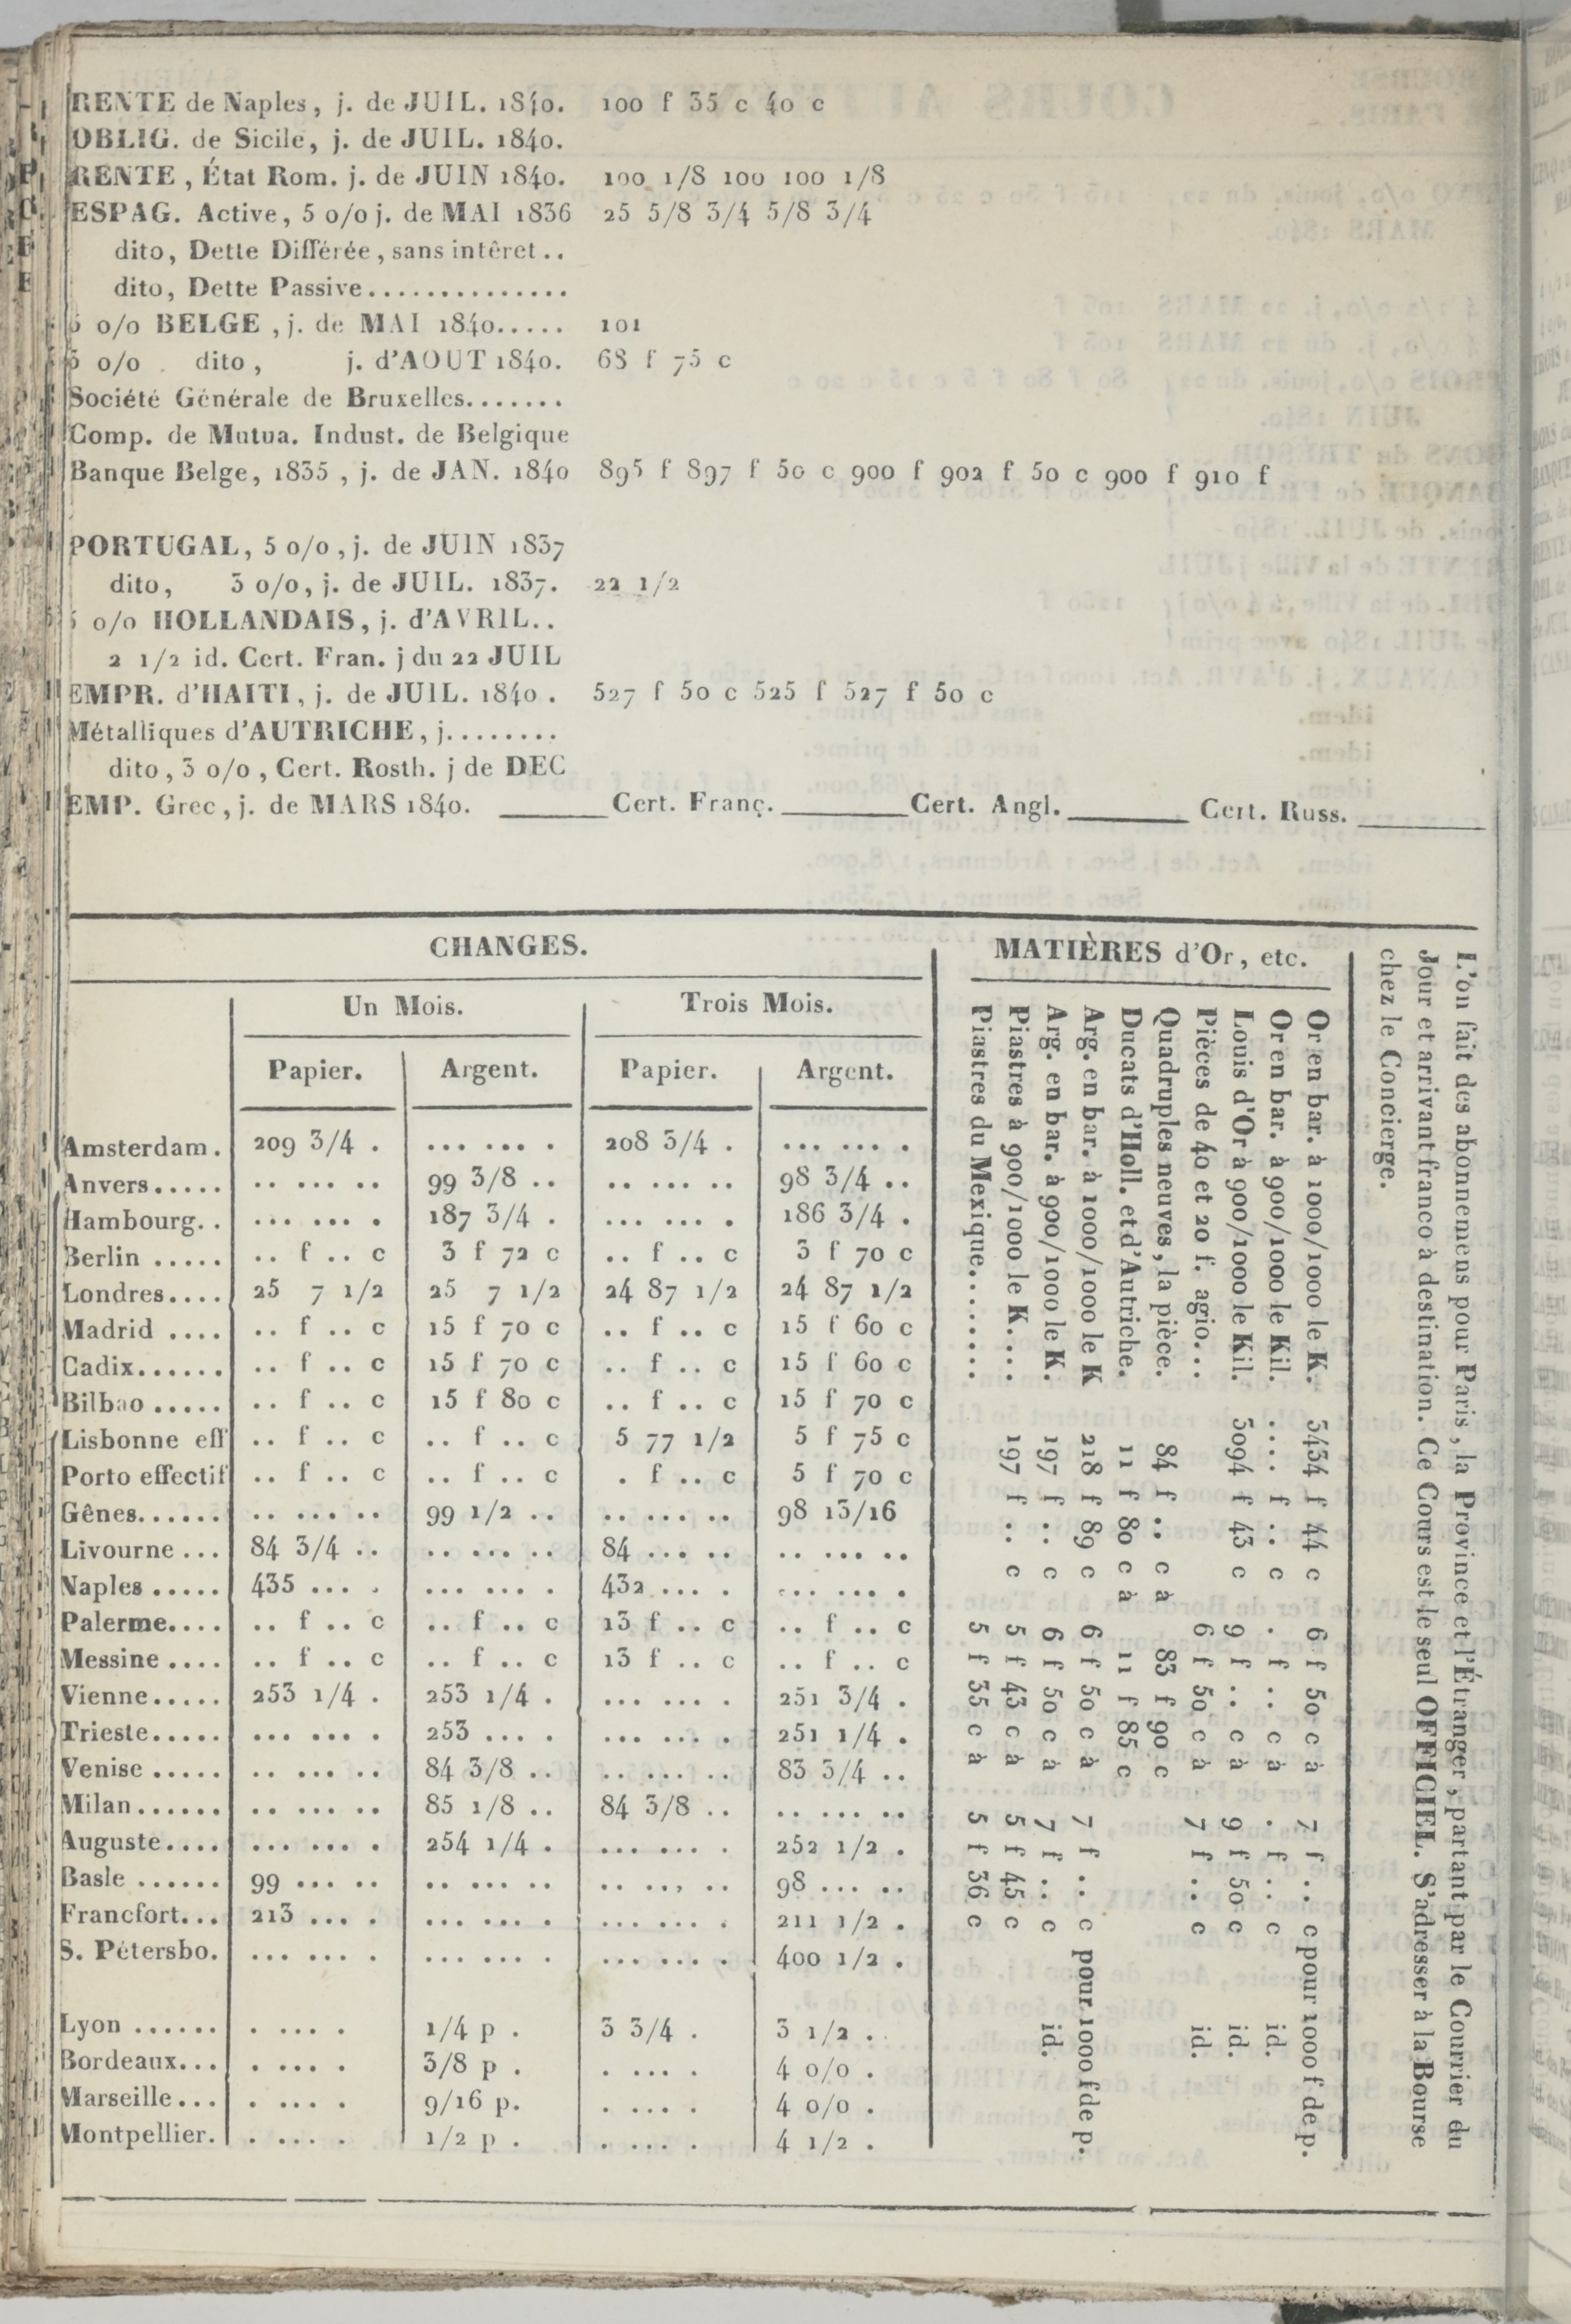 RENTE de Naples, j. de JUIL. 1840. 100 f 35 c 40 c
OBLIG. de Sicile, j. de JUIL. 1840.
RENTE, État Rom. j. de JUIN 1840. 100 1/8 100 100 1/8
ESPAG. Active, 5 o/o j. de MAI 1836 25 5/8 3/4 5/8 3/4
dito, Dette Différée, sans intêret..
dito, Dette Passive..............
o/o BELGE, j. de MAI 1840..... 101
o/o dito, j. d'AOUT 1840. 68 f 75 c
Société Générale de Bruxelles.......
Comp. de Mutua. Indust. de Belgique
Banque Belge, 1835, j. de JAN. 1840 895 f 897 f 50 c 900 f 902 f 50 c 900 f 910 f
PORTUGAL, 5 o/o, j. de JUIN 1837
dito, 3 o/o, j. de JUIL. 1837. 22 1/2
o/o HOLLANDAIS, j. d'AVRIL..
2 1/2 id. Cert. Fran. j du 22 JUIL
EMPR. d'HAITI, j. de JUIL. 1840. 527 f 50 c 525 f 527 f 50 c
Métalliques d'AUTRICHE, j........
dito, 3 o/o, Cert. Rosth. j de DEC
EMP. Grec, j. de MARS 1840. ______ Cert. Franç. ______ Cert. Angl. ______ Cert. Russ. ______
CHANGES.
Un Mois. Trois Mois.
Papier. Argent. Papier. Argent.
Amsterdam. 209 3/4 . ... ... . 208 3/4 . ... ... .
Anvers..... .. ... .. 99 3/8 .. .. ... .. 98 3/4 ..
Hambourg.. ... ... . 187 3/4 . ... ... . 186 3/4 .
Berlin ..... .. f .. c 3 f 72 c .. f .. c 3 f 70 c
Londres.... 25 7 1/2 25 7 1/2 24 87 1/2 24 87 1/2
Madrid .... .. f .. c 15 f 70 c .. f .. c 15 f 60 c
Cadix...... .. f .. c 15 f 70 c .. f .. c 15 f 60 c
Bilbao ..... .. f .. c 15 f 80 c .. f .. c 15 f 70 c
Lisbonne eff .. f .. c .. f .. c 5 77 1/2 5 f 75 c
Porto effectif .. f .. c .. f .. c . f .. c 5 f 70 c
Gênes...... .. ... .. 99 1/2 .. .. ... .. 98 13/16
Livourne ... 84 3/4 .. .. ... .. 84 ... .. .. ... ..
Naples ..... 435 ... . ... ... . 432 ... . ... ... .
Palerme.... .. f .. c .. f .. c 13 f .. c .. f .. c
Messine .... .. f .. c .. f .. c 13 f .. c .. f .. c
Vienne..... 253 1/4 . 253 1/4 . ... ... . 251 3/4 .
Trieste..... ... ... . 253 ... . ... ... . 251 1/4 .
Venise ..... .. ... .. 84 3/8 .. .. ... .. 83 3/4 ..
Milan...... .. ... .. 85 1/8 .. 84 3/8 .. .. ... ..
Auguste.... ... ... . 254 1/4 . ... ... . 252 1/2 .
Basle ...... 99 ... .. .. ... .. .. ... .. 98 ... ..
Francfort... 213 ... . ... ... . ... ... . 211 1/2 .
S. Pétersbo. ... ... . ... ... . ... ... . 400 1/2 .
Lyon ...... . .... . 1/4 p . 3 3/4 . 3 1/2 .
Bordeaux... . .... . 3/8 p . . .... . 4 o/o .
Marseille... . .... . 9/16 p. . .... . 4 o/o .
Montpellier. . .... . 1/2 p . . .... . 4 1/2 .
MATIÈRES d'Or, etc.
Or en bar. à 1000/1000 le K. 5434 f 44 c 6 f 50 c à 7 f .. c pour 1000 f de p.
Or en bar. à 900/1000 le Kil. .... f .. c . f .. c à . f .. c id.
Louis d'Or à 900/1000 le Kil. 5094 f 43 c 9 f .. c à 9 f 50 c id.
Pièces de 40 et 20 f. agio... 6 f 50 c à 7 f .. c id.
Quadruples neuves, la pièce. 84 f .. c à 83 f 90 c
Ducats d'Holl. et d'Autriche. 11 f 80 c à 11 f 85 c
Arg. en bar. à 1000/1000 le K 218 f 89 c 6 f 50 c à 7 f .. c pour 1000 f de p.
Arg. en bar. à 900/1000 le K. 197 f .. c 6 f 50 c à 7 f .. c id.
Piastres à 900/1000 le K.... 197 f .. c 5 f 43 c à 5 f 45 c
Piastres du Mexique....... 5 f 35 c à 5 f 36 c
L'on fait des abonnemens pour Paris, la Province et l'Étranger, partant par le Courrier du
Jour et arrivant franco à destination. Ce Cours est le seul OFFICIEL. S'adresser à la Bourse
chez le Concierge.